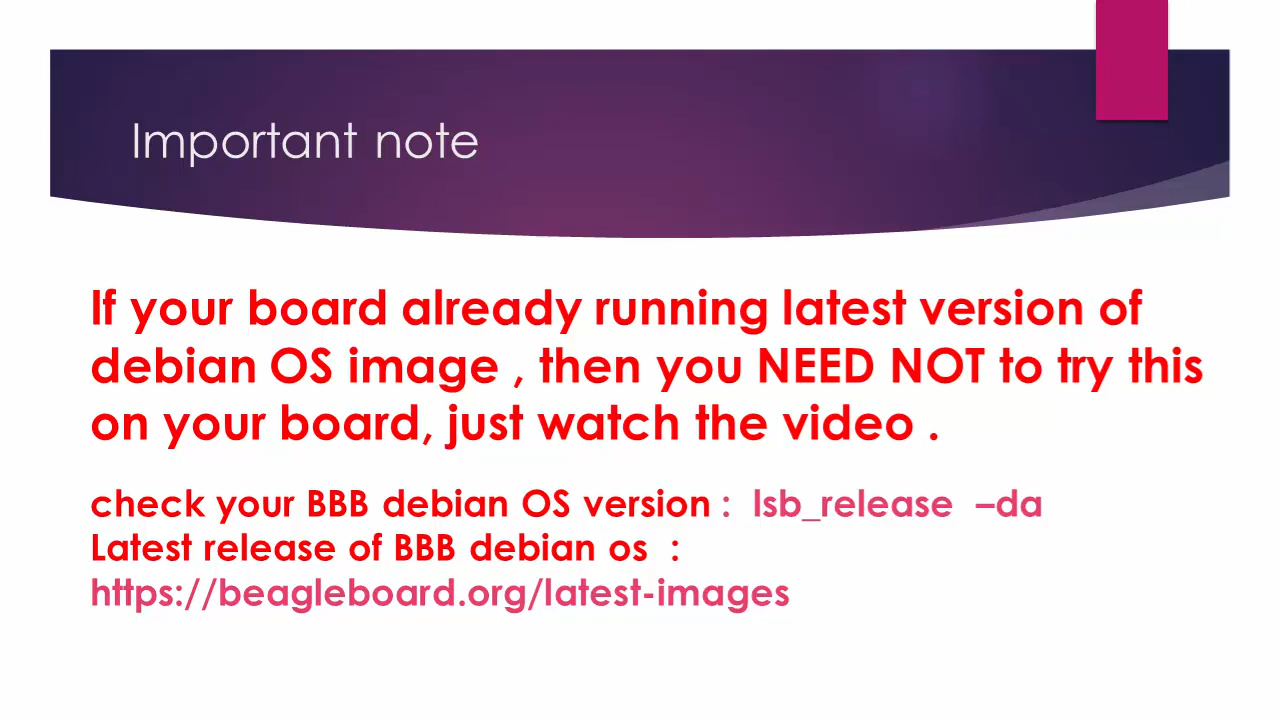 Important note
If your board already running latest version of
debian OS image , then you NEED NOT to try this
on your board, just watch the video .
check your BBB debian OS version :  lsb_release  –da
Latest release of BBB debian os  :
https://beagleboard.org/latest-images